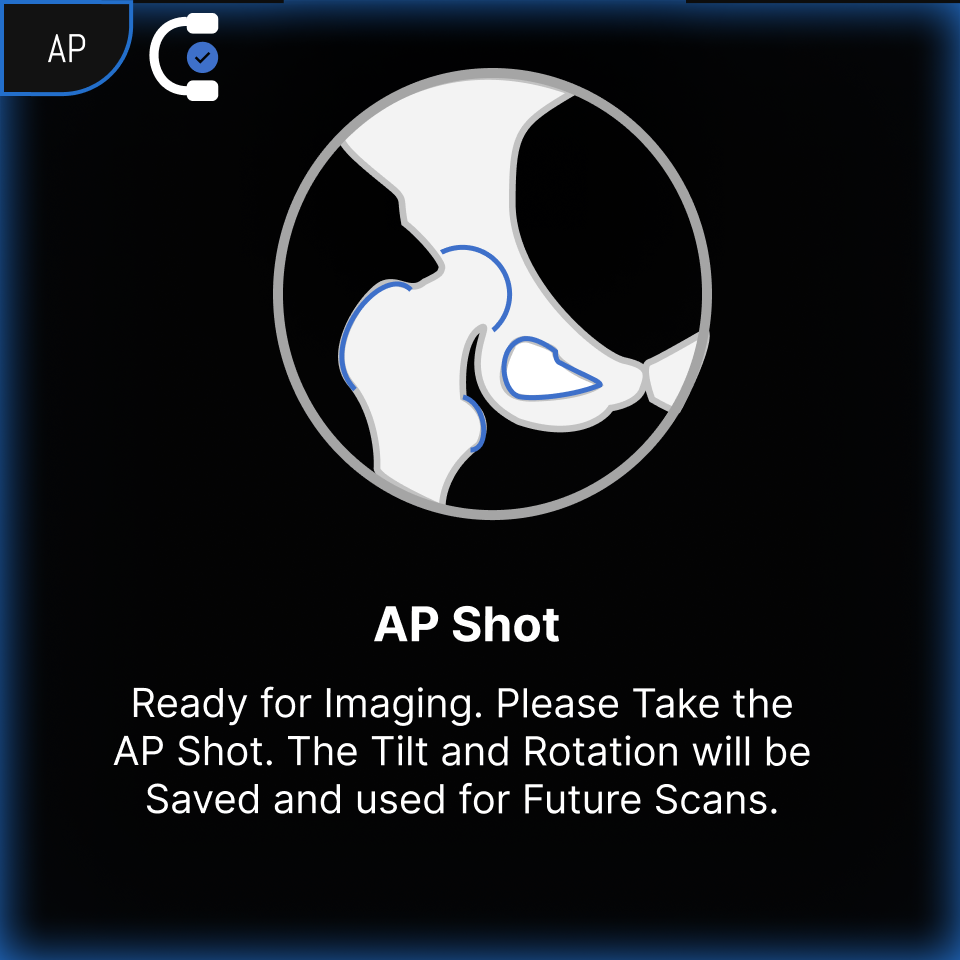 AP
AP Shot
Ready for Imaging. Please Take the
AP Shot. The Tilt and Rotation will be
Saved and used for Future Scans.